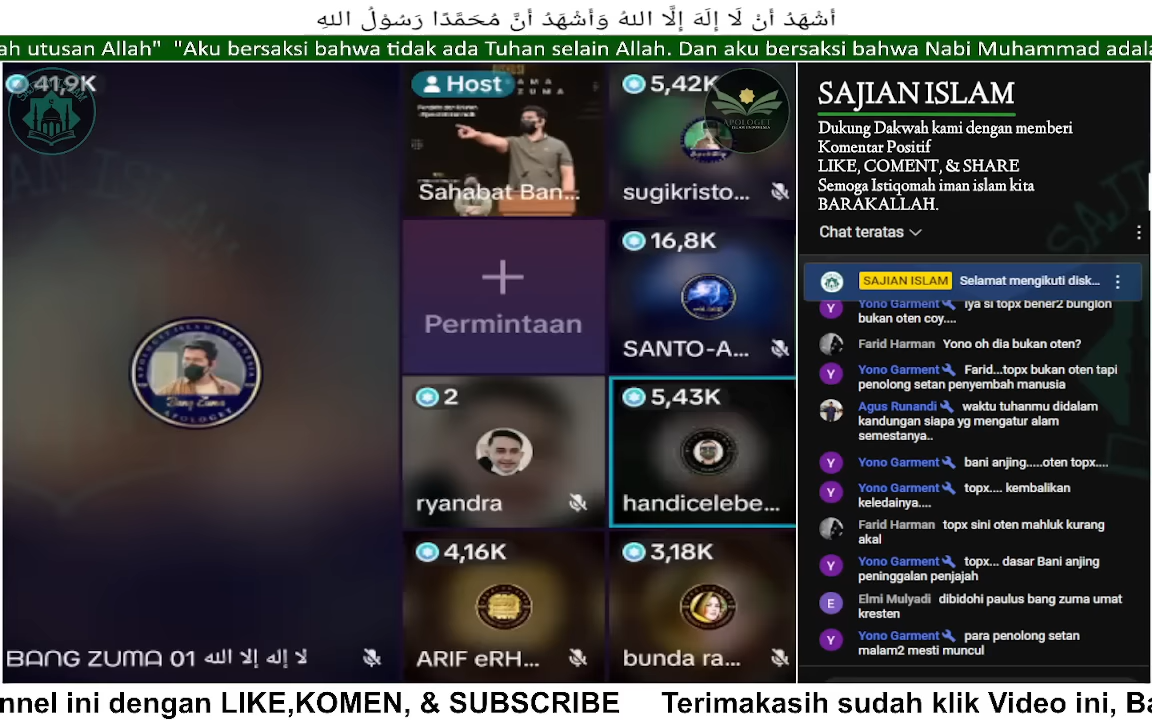 أشْهَدُ أنْ لَا إلَهَ إلَّا اللهُ وَأشْهَدُ أنَّ مُحَمَّدًا رَسُوْلُ اللهِ
ah utusan Allah" "Aku bersaksi bahwa tidak ada Tuhan selain Allah. Dan aku bersaksi bahwa Nabi Muhammad adala
41,9K
BANG ZUMA 01 لا إله إلا الله
Host
Sahabat Ban...
5,42K
sugikristo...
Permintaan
16,8K
SANTO-A...
2
ryandra
5,43K
handicelebe...
4,16K
ARIF eRH...
3,18K
bunda ra...
Bang Zuma
APOLOGET
SAJIAN ISLAM
Dukung Dakwah kami dengan memberi
Komentar Positif
LIKE, COMENT, & SHARE
Semoga Istiqomah iman islam kita
BARAKALLAH.
Chat teratas
SAJIAN ISLAM Selamat mengikuti disk...
Yono Garment iya si topx bener2 bunglon
bukan oten coy....
Farid Harman Yono oh dia bukan oten?
Yono Garment Farid...topx bukan oten tapi
penolong setan penyembah manusia
Agus Runandi waktu tuhanmu didalam
kandungan siapa yg mengatur alam
semestanya..
Yono Garment bani anjing.....oten topx....
Yono Garment topx.... kembalikan
keledainya....
Farid Harman topx sini oten mahluk kurang
akal
Yono Garment topx... dasar Bani anjing
peninggalan penjajah
Elmi Mulyadi dibidohi paulus bang zuma umat
kresten
Yono Garment para penolong setan
malam2 mesti muncul
nnel ini dengan LIKE,KOMEN, & SUBSCRIBE Terimakasih sudah klik Video ini, Ba